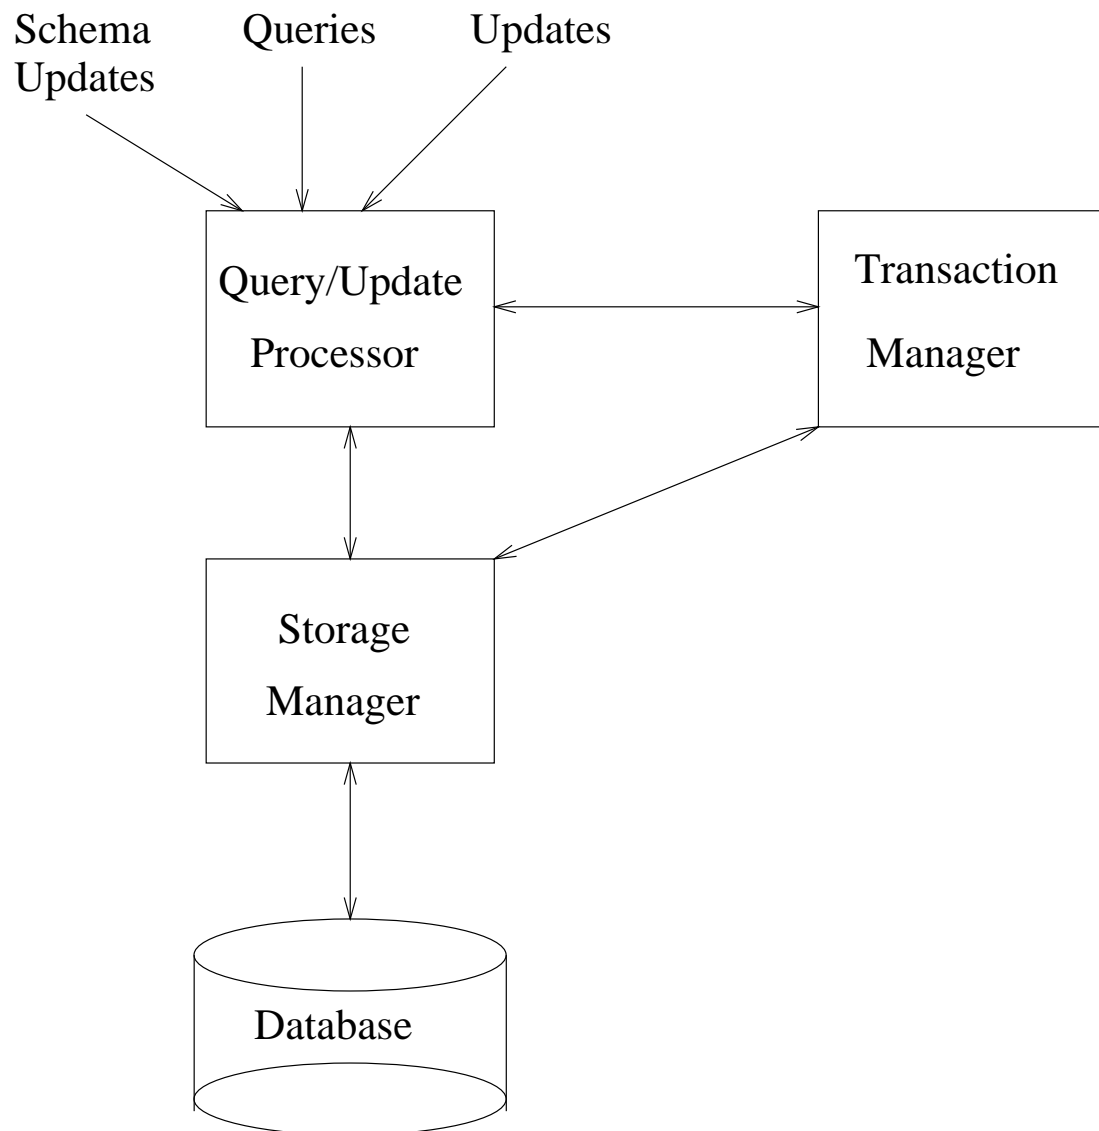 Schema
Updates
Queries
Updates
Query/Update
Processor
Transaction
Manager
Storage
Manager
Database